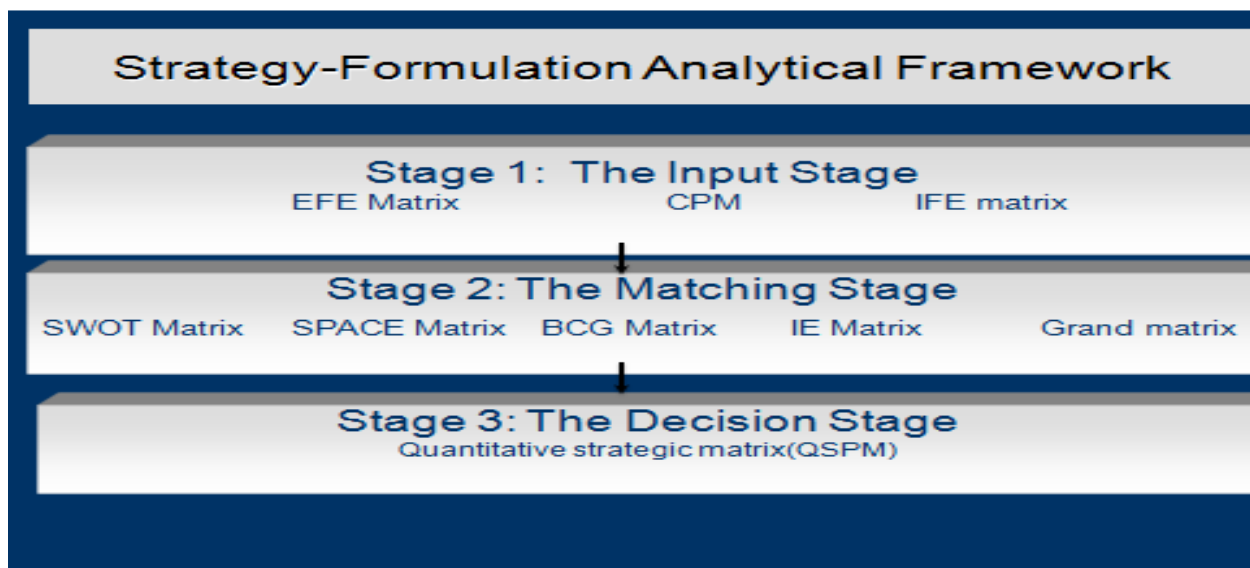 Strategy-Formulation Analytical Framework
Stage 1: The Input Stage
EFE Matrix CPM IFE matrix
Stage 2: The Matching Stage
SWOT Matrix SPACE Matrix BCG Matrix IE Matrix Grand matrix
Stage 3: The Decision Stage
Quantitative strategic matrix(QSPM)